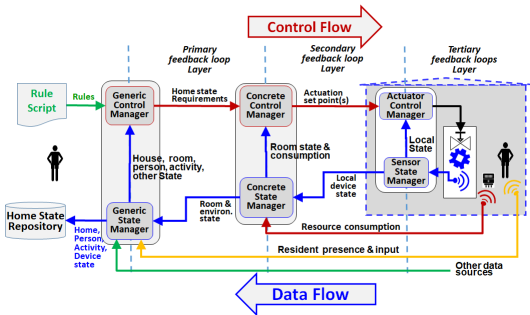 Control Flow
Primary
feedback loop
Layer
Secondary
feedback loop
Layer
Tertiary
feedback loops
Layer
Rule
Script
Rules
Generic
Control
Manager
Home state
Requirements
Concrete
Control
Manager
Actuation
set point(s)
Actuator
Control
Manager
House, room,
person,activity,
other State
Room state &
consumption
Local
State
Sensor
State
Manager
Home State
Repository
Home,
Person,
Activity,
Device
state
Generic
State
Manager
Room &
environ.
state
Concrete
State
Manager
Local
device
state
Resource consumption
Resident presence & input
Other data
sources
Data Flow